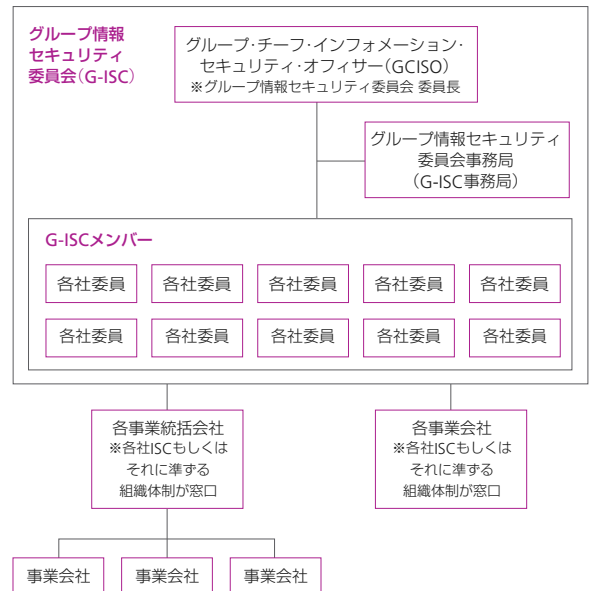 グループ情報
セキュリティ
委員会（G-ISC）
グループ・チーフ・インフォメーション・
セキュリティ・オフィサー（GCISO）
※グループ情報セキュリティ委員会 委員長
グループ情報セキュリティ
委員会事務局
（G-ISC事務局）
G-ISCメンバー
各社委員 各社委員 各社委員 各社委員 各社委員
各社委員 各社委員 各社委員 各社委員 各社委員
各事業統括会社
※各社ISCもしくは
それに準ずる
組織体制が窓口
各事業会社
※各社ISCもしくは
それに準ずる
組織体制が窓口
事業会社 事業会社 事業会社